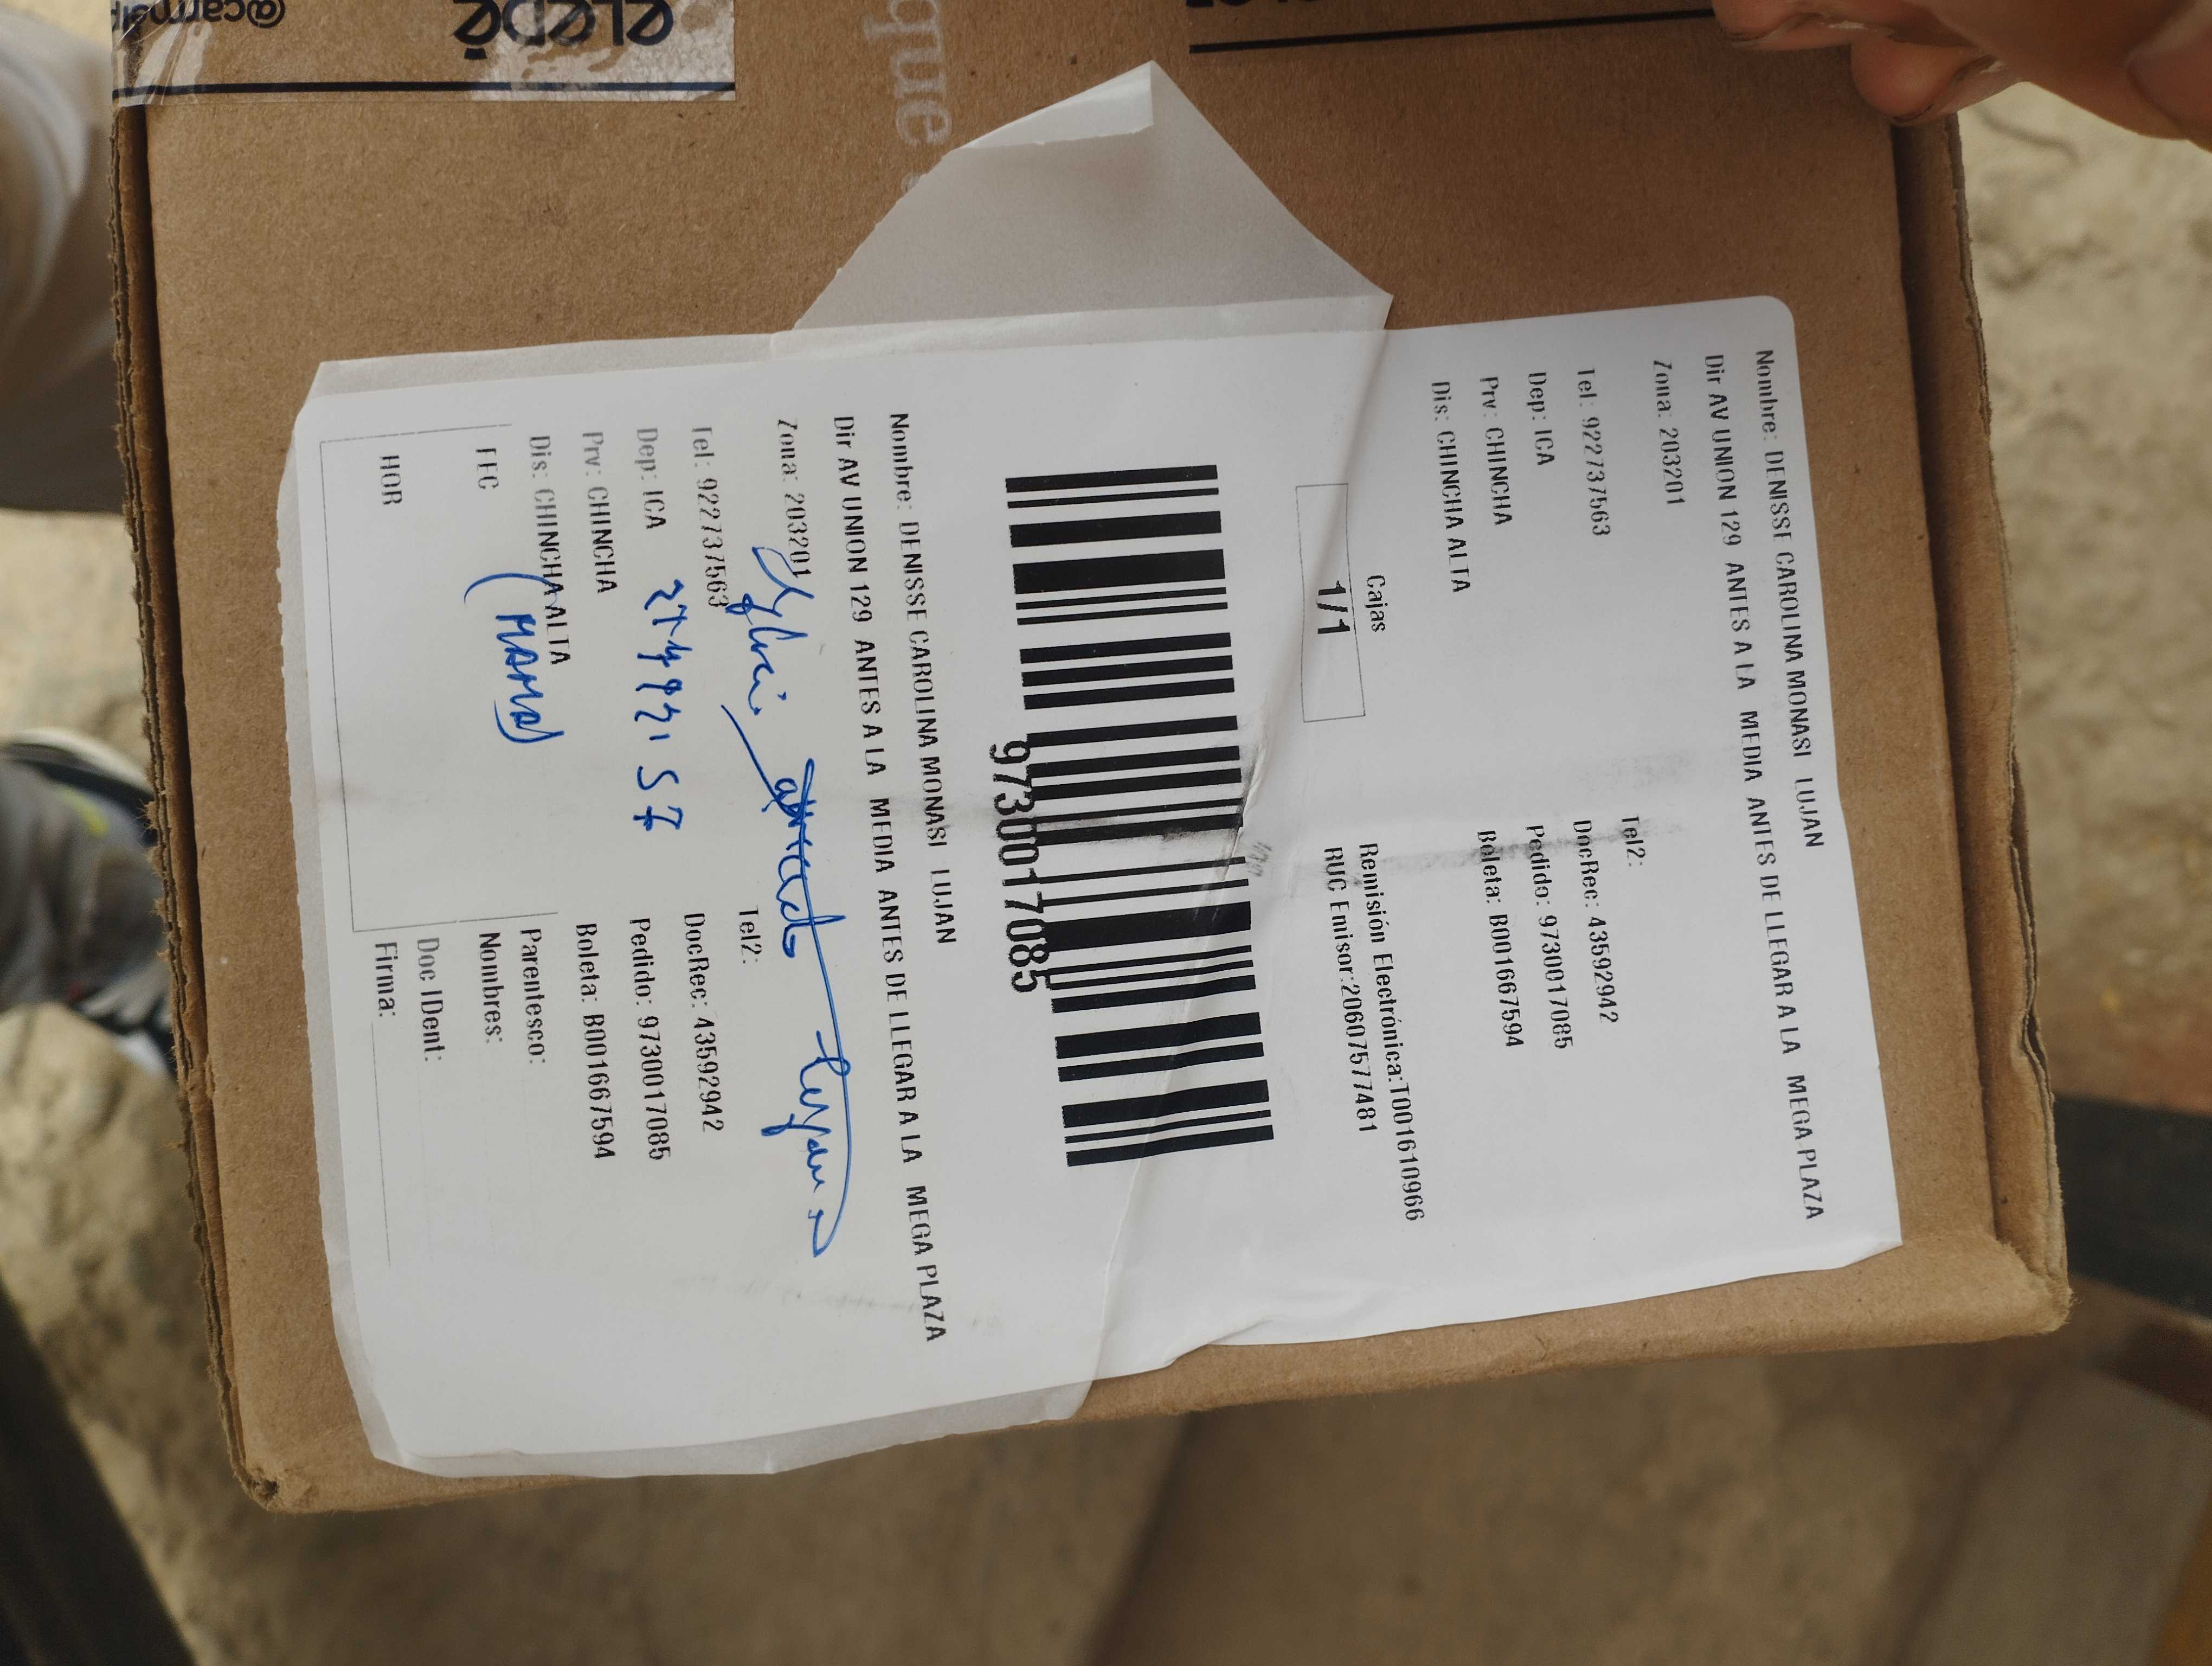 Nombre: DENISSE CAROLINA MONASI LUJAN
Dir AV UNION 129 ANTES A LA MEDIA ANTES DE LLEGAR A LA MEGA PLAZA
Zona: 203201
Tel: 922737563 Tel2:
Dep: ICA DocRec: 43592942
Prv: CHINCHA Pedido: 9730017085
Dis: CHINCHA ALTA Boleta: B001667594
Cajas
1/1
Remisión Electrónica:T001610966
RUC Emisor:20607577481
9730017085
Nombre: DENISSE CAROLINA MONASI LUJAN
Dir AV UNION 129 ANTES A LA MEDIA ANTES DE LLEGAR A LA MEGA PLAZA
Zona: 203201
Tel: 922737563 Tel2:
Dep: ICA DocRec: 43592942
Prv: CHINCHA Pedido: 9730017085
Dis: CHINCHA ALTA Boleta: B001667594
(MAMA)
FEC
HOR
Parentesco:
Nombres:
Doc IDent:
Firma:
que